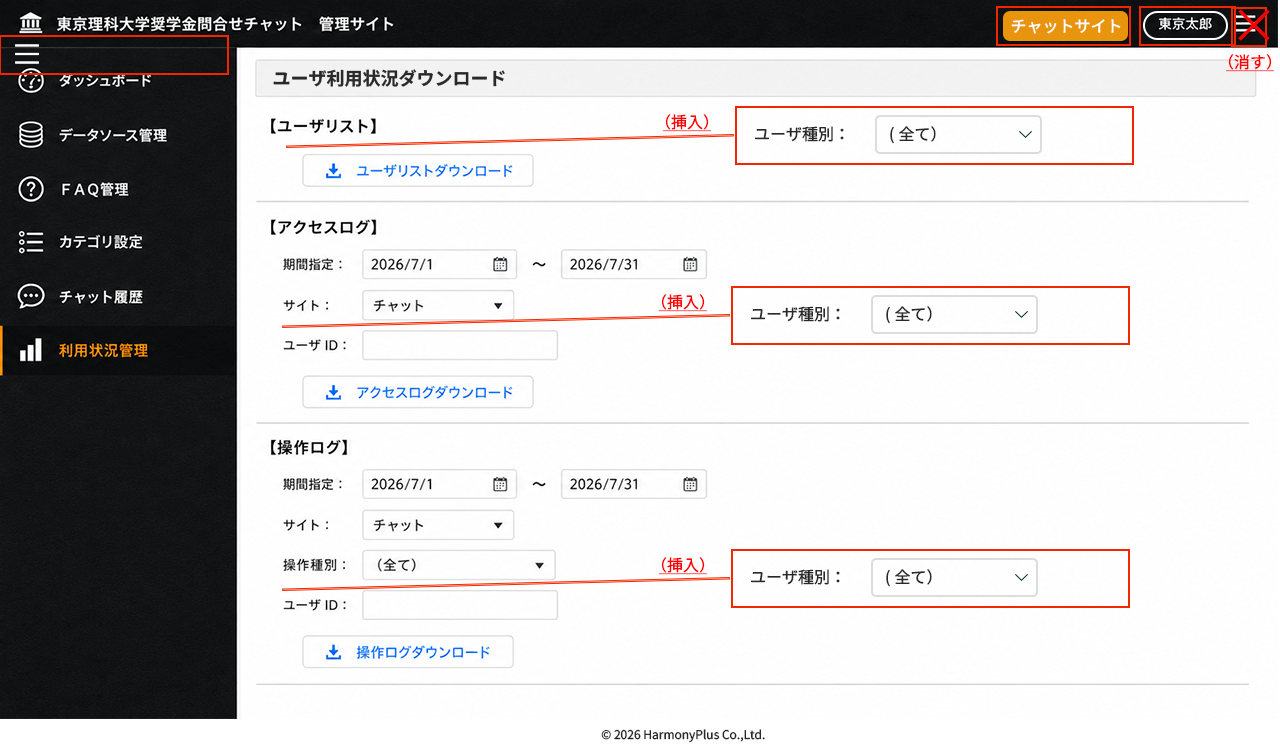 東京理科大学奨学金問合せチャット　管理サイト
チャットサイト
東京太郎
（消す）
ダッシュボード
データソース管理
ＦＡＱ管理
カテゴリ設定
チャット履歴
利用状況管理
ユーザ利用状況ダウンロード
【ユーザリスト】
（挿入）
ユーザ種別：
（全て）
ユーザリストダウンロード
【アクセスログ】
期間指定：
2026/7/1
～
2026/7/31
サイト：
チャット
（挿入）
ユーザ種別：
（全て）
ユーザ ID：
アクセスログダウンロード
【操作ログ】
期間指定：
2026/7/1
～
2026/7/31
サイト：
チャット
操作種別：
（全て）
（挿入）
ユーザ種別：
（全て）
ユーザ ID：
操作ログダウンロード
© 2026 HarmonyPlus Co.,Ltd.